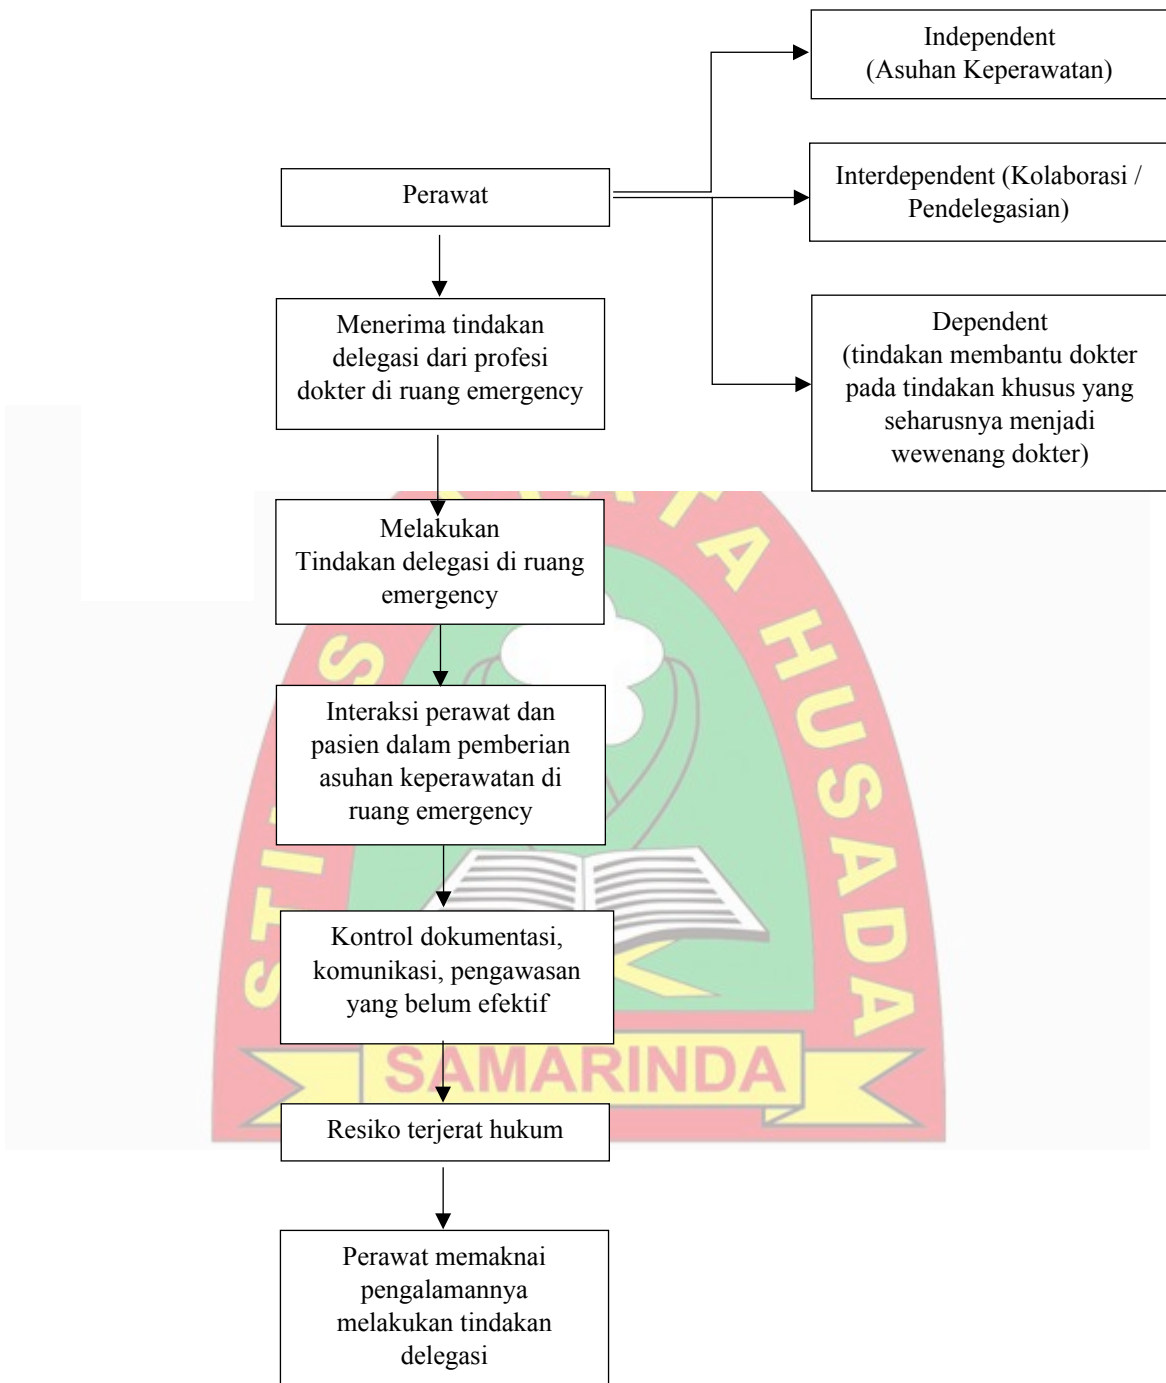 Independent
(Asuhan Keperawatan)
Perawat
Interdependent (Kolaborasi /
Pendelegasian)
Menerima tindakan
delegasi dari profesi
dokter di ruang emergency
Dependent
(tindakan membantu dokter
pada tindakan khusus yang
seharusnya menjadi
wewenang dokter)
Melakukan
Tindakan delegasi di ruang
emergency
Interaksi perawat dan
pasien dalam pemberian
asuhan keperawatan di
ruang emergency
Kontrol dokumentasi,
komunikasi, pengawasan
yang belum efektif
Resiko terjerat hukum
Perawat memaknai
pengalamannya
melakukan tindakan
delegasi
HUSADA
SAMARINDA